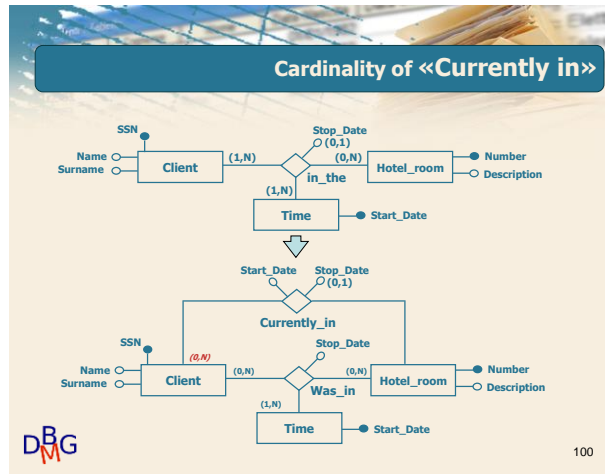 Cardinality of «Currently in»
SSN
Stop_Date
(0,1)
Name
Surname
Client
(1,N)
(0,N)
in_the
Hotel_room
Number
Description
(1,N)
Time
Start_Date
Start_Date
Stop_Date
(0,1)
Currently_in
SSN
(0,N)
Stop_Date
Name
Surname
Client
(0,N)
(0,N)
Was_in
Hotel_room
Number
Description
(1,N)
Time
Start_Date
DBMG
100